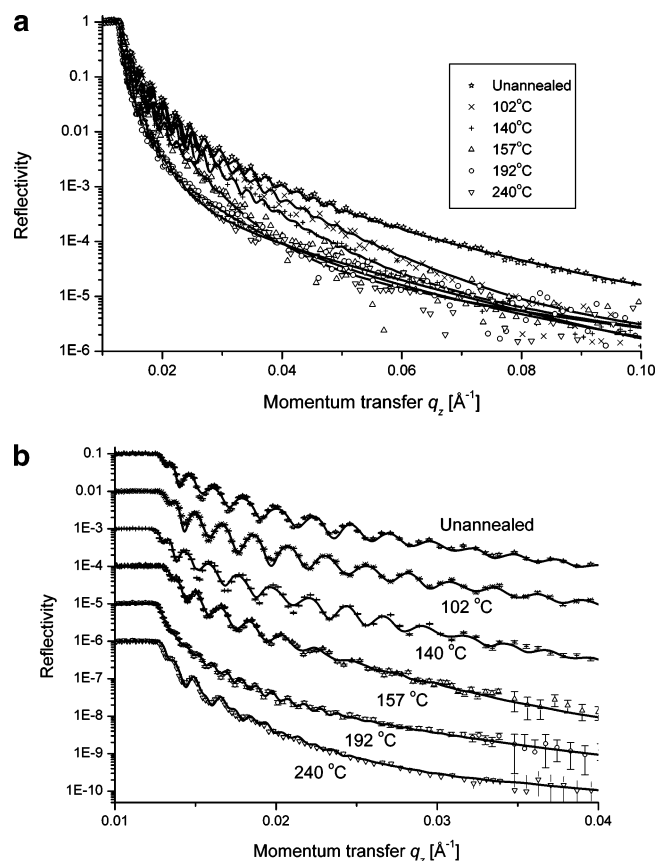 a
1
0.1
0.01
1E-3
1E-4
1E-5
1E-6
Reflectivity
Unannealed
102°C
140°C
157°C
192°C
240°C
0.02
0.04
0.06
0.08
0.10
Momentum transfer qz [Å-1]
b
0.1
0.01
1E-3
1E-4
1E-5
1E-6
1E-7
1E-8
1E-9
1E-10
Reflectivity
Unannealed
102 °C
140 °C
157 °C
192 °C
240 °C
0.01
0.02
0.03
0.04
Momentum transfer qz [Å-1]